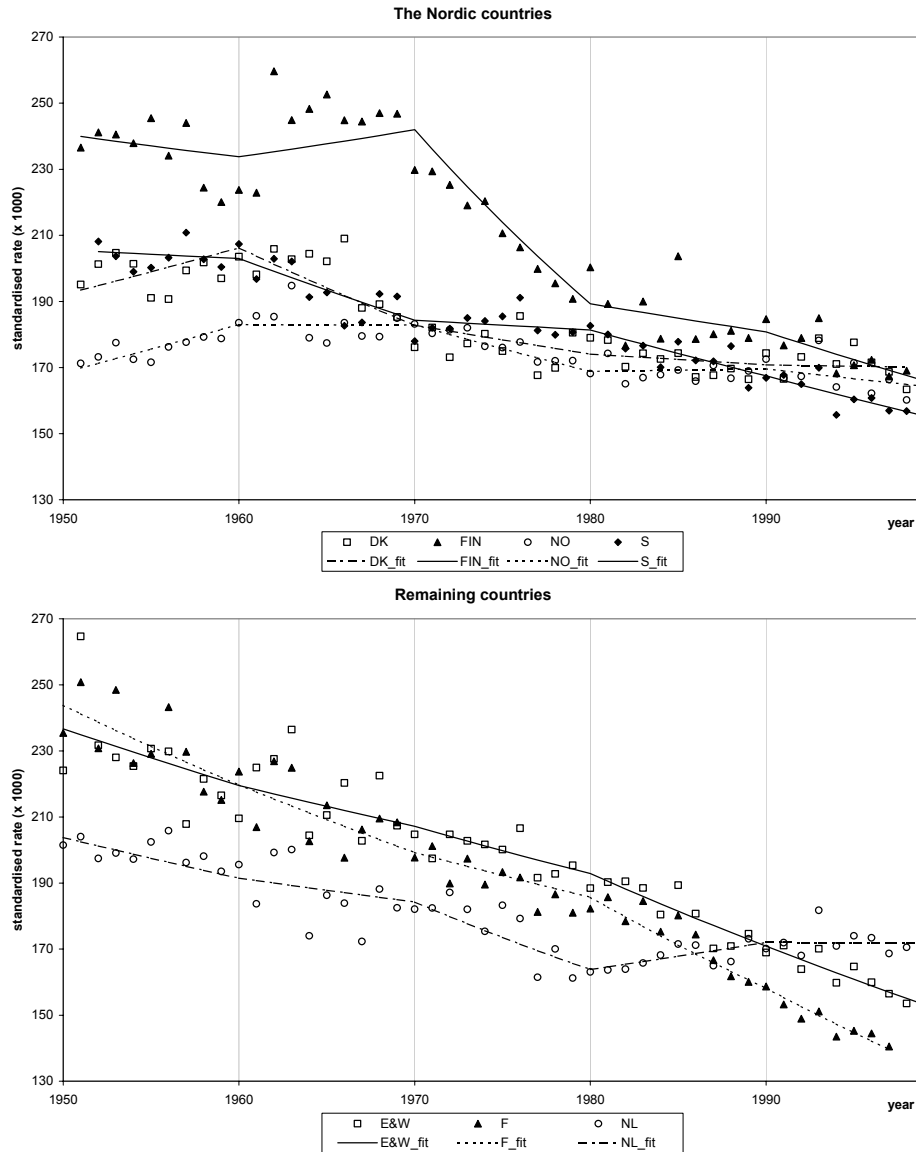 The Nordic countries
standardised rate (x 1000)
270
250
230
210
190
170
150
130
1950 1960 1970 1980 1990 year
DK FIN NO S
DK_fit FIN_fit NO_fit S_fit
Remaining countries
standardised rate (x 1000)
270
250
230
210
190
170
150
130
1950 1960 1970 1980 1990 year
E&W F NL
E&W_fit F_fit NL_fit